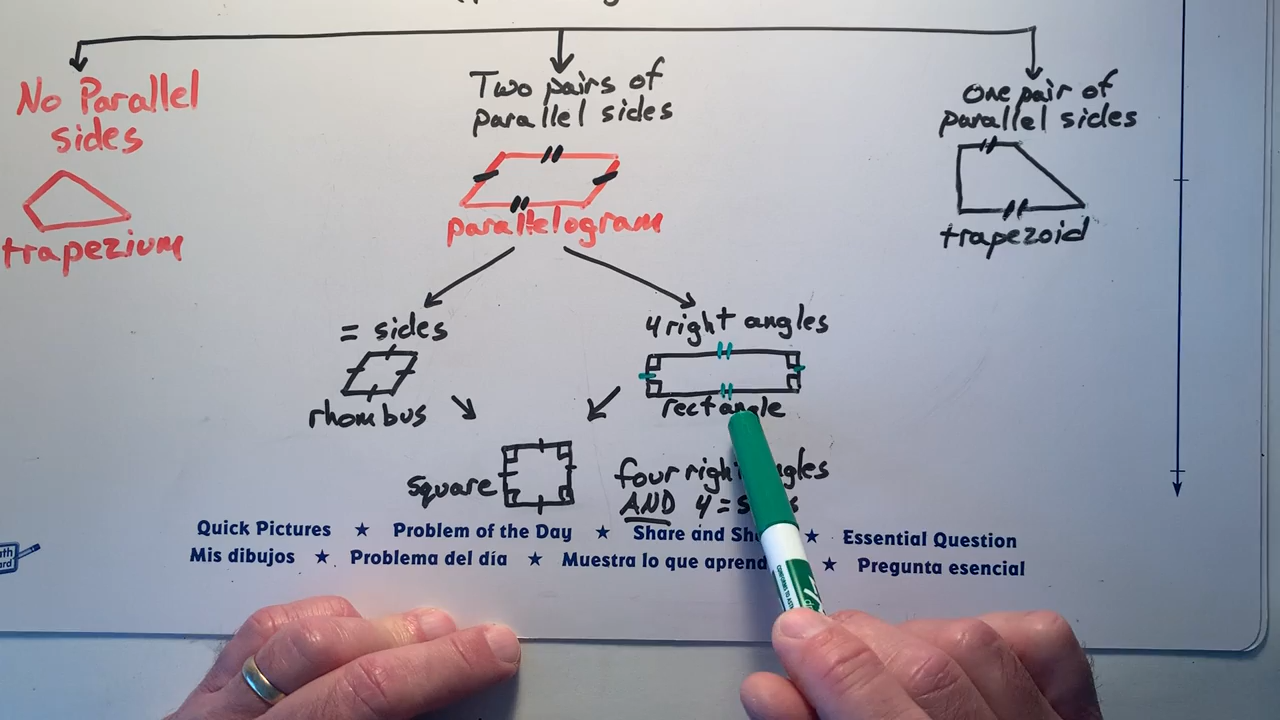 No Parallel
sides
trapezium
Two pairs of
parallel sides
parallelogram
One pair of
parallel sides
trapezoid
= sides
rhombus
4 right angles
rectangle
square
four right angles
AND 4 =
Quick Pictures ★ Problem of the Day ★ Share and ★ Essential Question
Mis dibujos ★ Problema del día ★ Muestra lo que ★ Pregunta esencial